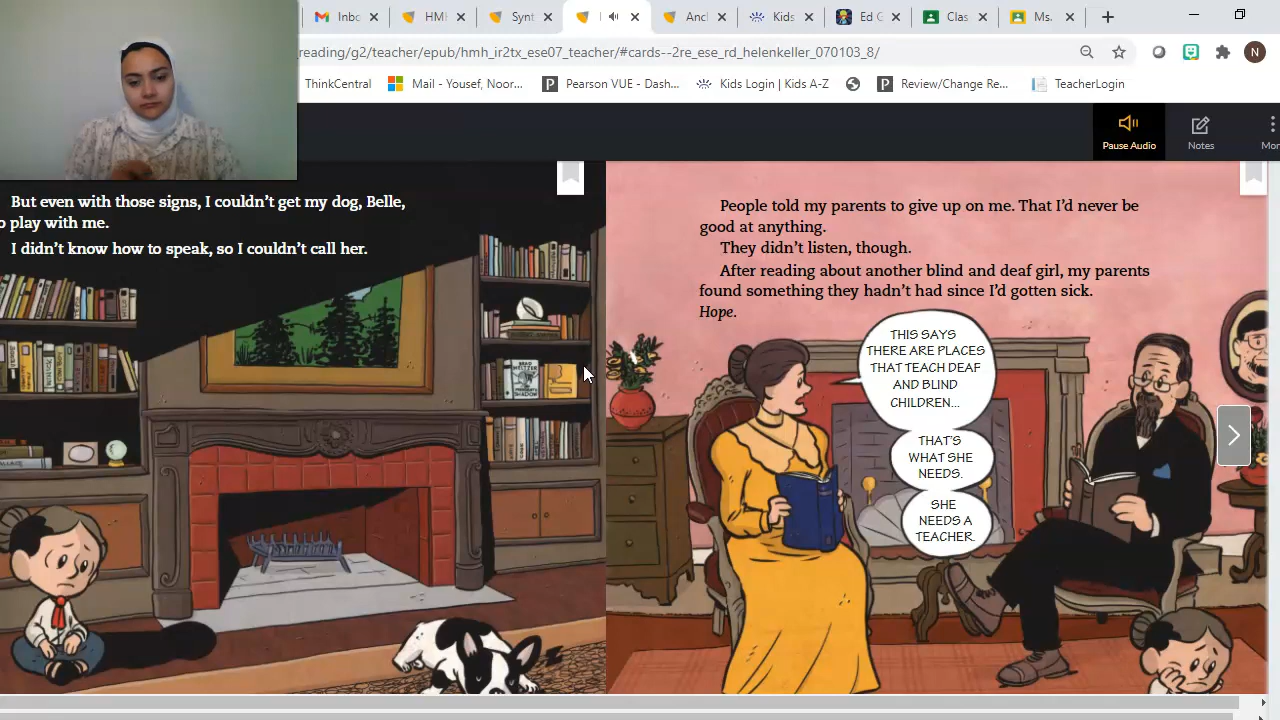 Inbc
HMH
Synt
Ancl
Kids
Ed G
Clas
Ms.
reading/g2/teacher/epub/hmh_ir2tx_ese07_teacher/#cards--2re_ese_rd_helenkeller_070103_8/
N
ThinkCentral
Mail - Yousef, Noor...
Pearson VUE - Dash...
Kids Login | Kids A-Z
Review/Change Re...
TeacherLogin
Pause Audio
Notes
Mor
But even with those signs, I couldn't get my dog, Belle,
o play with me.
I didn't know how to speak, so I couldn't call her.
People told my parents to give up on me. That I'd never be
good at anything.
They didn't listen, though.
After reading about another blind and deaf girl, my parents
found something they hadn't had since I'd gotten sick.
Hope.
THIS SAYS
THERE ARE PLACES
THAT TEACH DEAF
AND BLIND
CHILDREN...
THAT'S
WHAT SHE
NEEDS.
SHE
NEEDS A
TEACHER.